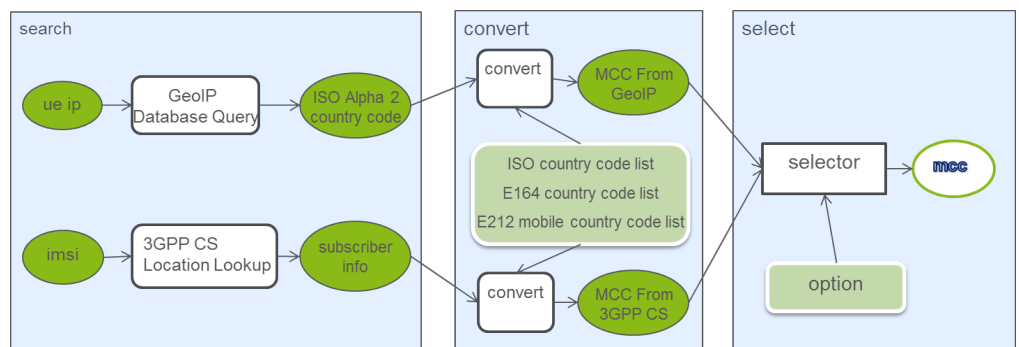 search
ue ip
GeoIP
Database Query
ISO Alpha 2
country code
imsi
3GPP CS
Location Lookup
subscriber
info
convert
convert
MCC From
GeoIP
ISO country code list
E164 country code list
E212 mobile country code list
convert
MCC From
3GPP CS
select
selector
mcc
option